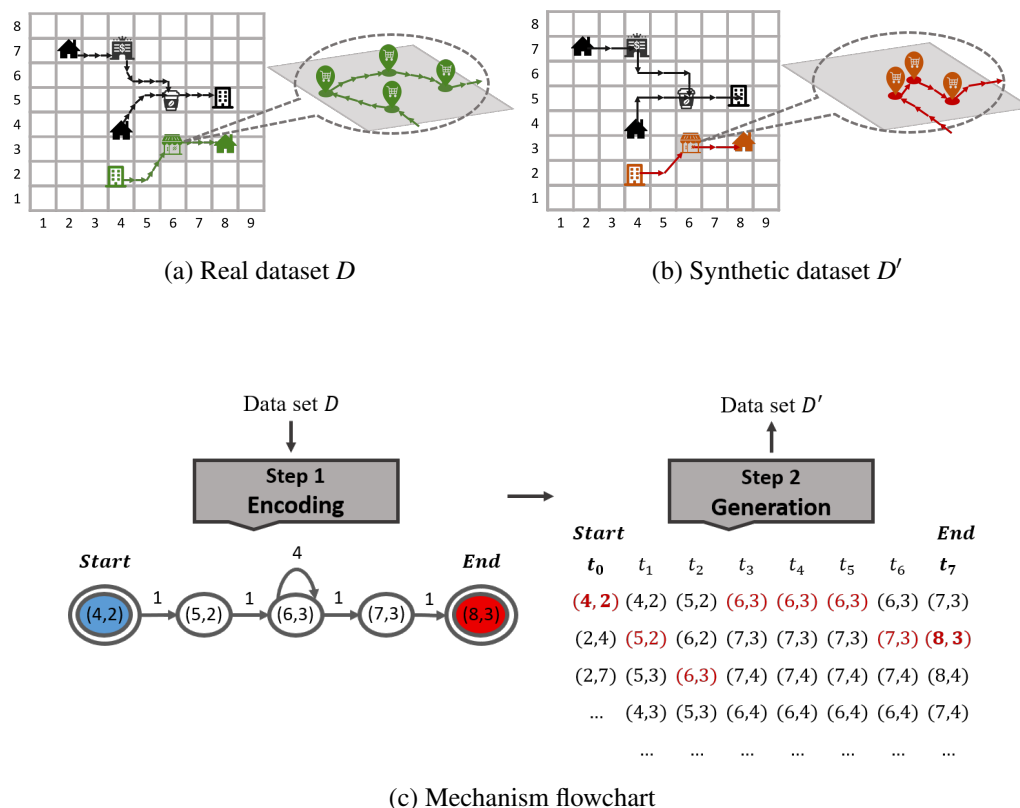 8
7
6
5
4
3
2
1
1 2 3 4 5 6 7 8 9
8
7
6
5
4
3
2
1
1 2 3 4 5 6 7 8 9
(a) Real dataset D
(b) Synthetic dataset D′
Data set D
Data set D′
Step 1
Encoding
Step 2
Generation
Start
End
4
1 1 1 1
(4,2) (5,2) (6,3) (7,3) (8,3)
Start
End
t0 t1 t2 t3 t4 t5 t6 t7
(4,2) (4,2) (5,2) (6,3) (6,3) (6,3) (6,3) (7,3)
(2,4) (5,2) (6,2) (7,3) (7,3) (7,3) (7,3) (8,3)
(2,7) (5,3) (6,3) (7,4) (7,4) (7,4) (7,4) (8,4)
... (4,3) (5,3) (6,4) (6,4) (6,4) (6,4) (7,4)
... ... ... ... ... ... ...
(c) Mechanism flowchart